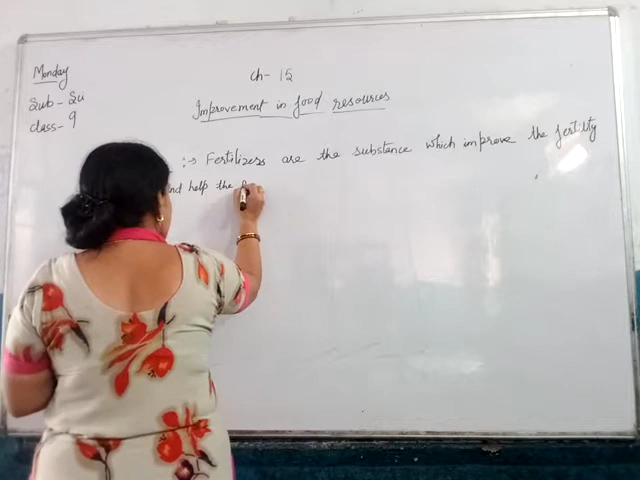 Monday
Sub - Sci
class - 9
Ch - 15
Improvement in food resources
:→ Fertilizers are the substance which improve the fertility
and help the